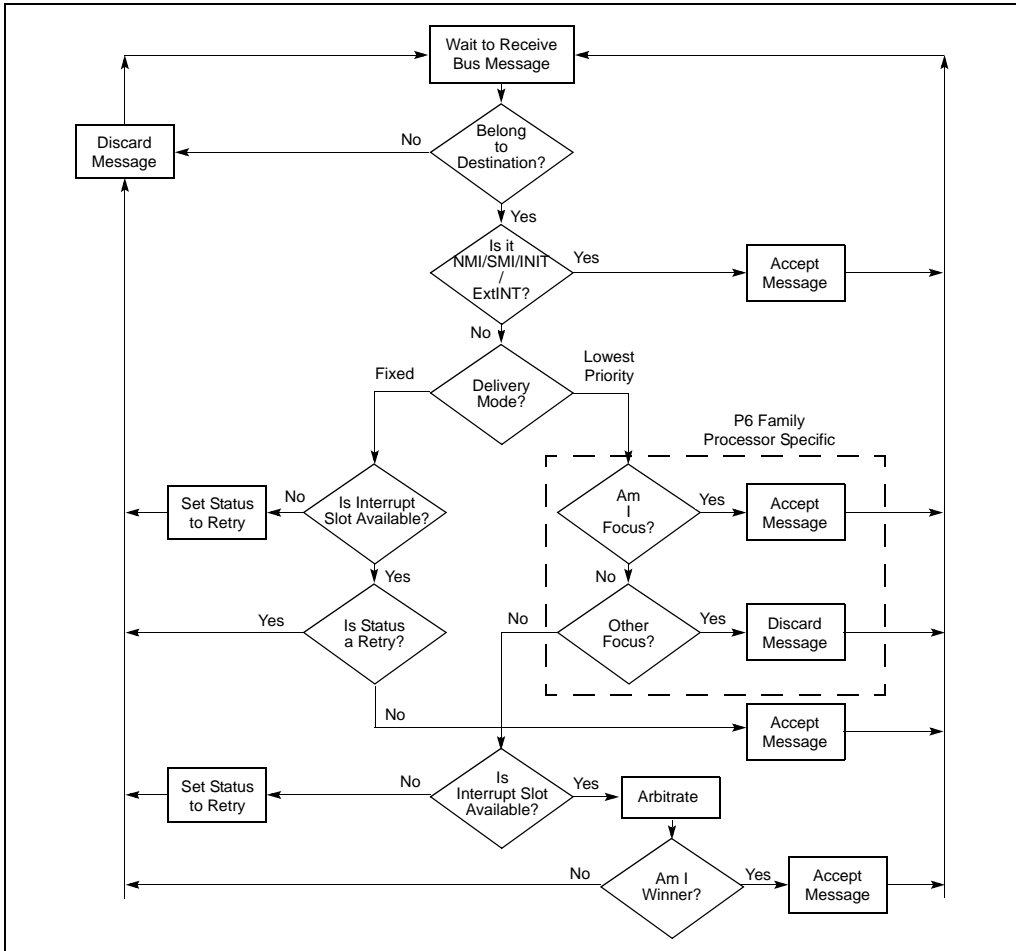 Wait to Receive
Bus Message
Belong
to
Destination?
No
Discard
Message
Yes
Is it
NMI/SMI/INIT
/
ExtINT?
Yes
Accept
Message
No
Delivery
Mode?
Fixed
Lowest
Priority
P6 Family
Processor Specific
Set Status
to Retry
No
Is Interrupt
Slot Available?
Am
I
Focus?
Yes
Accept
Message
Yes
No
Yes
Is Status
a Retry?
No
Other
Focus?
Yes
Discard
Message
No
Accept
Message
Set Status
to Retry
No
Is
Interrupt Slot
Available?
Yes
Arbitrate
No
Am I
Winner?
Yes
Accept
Message